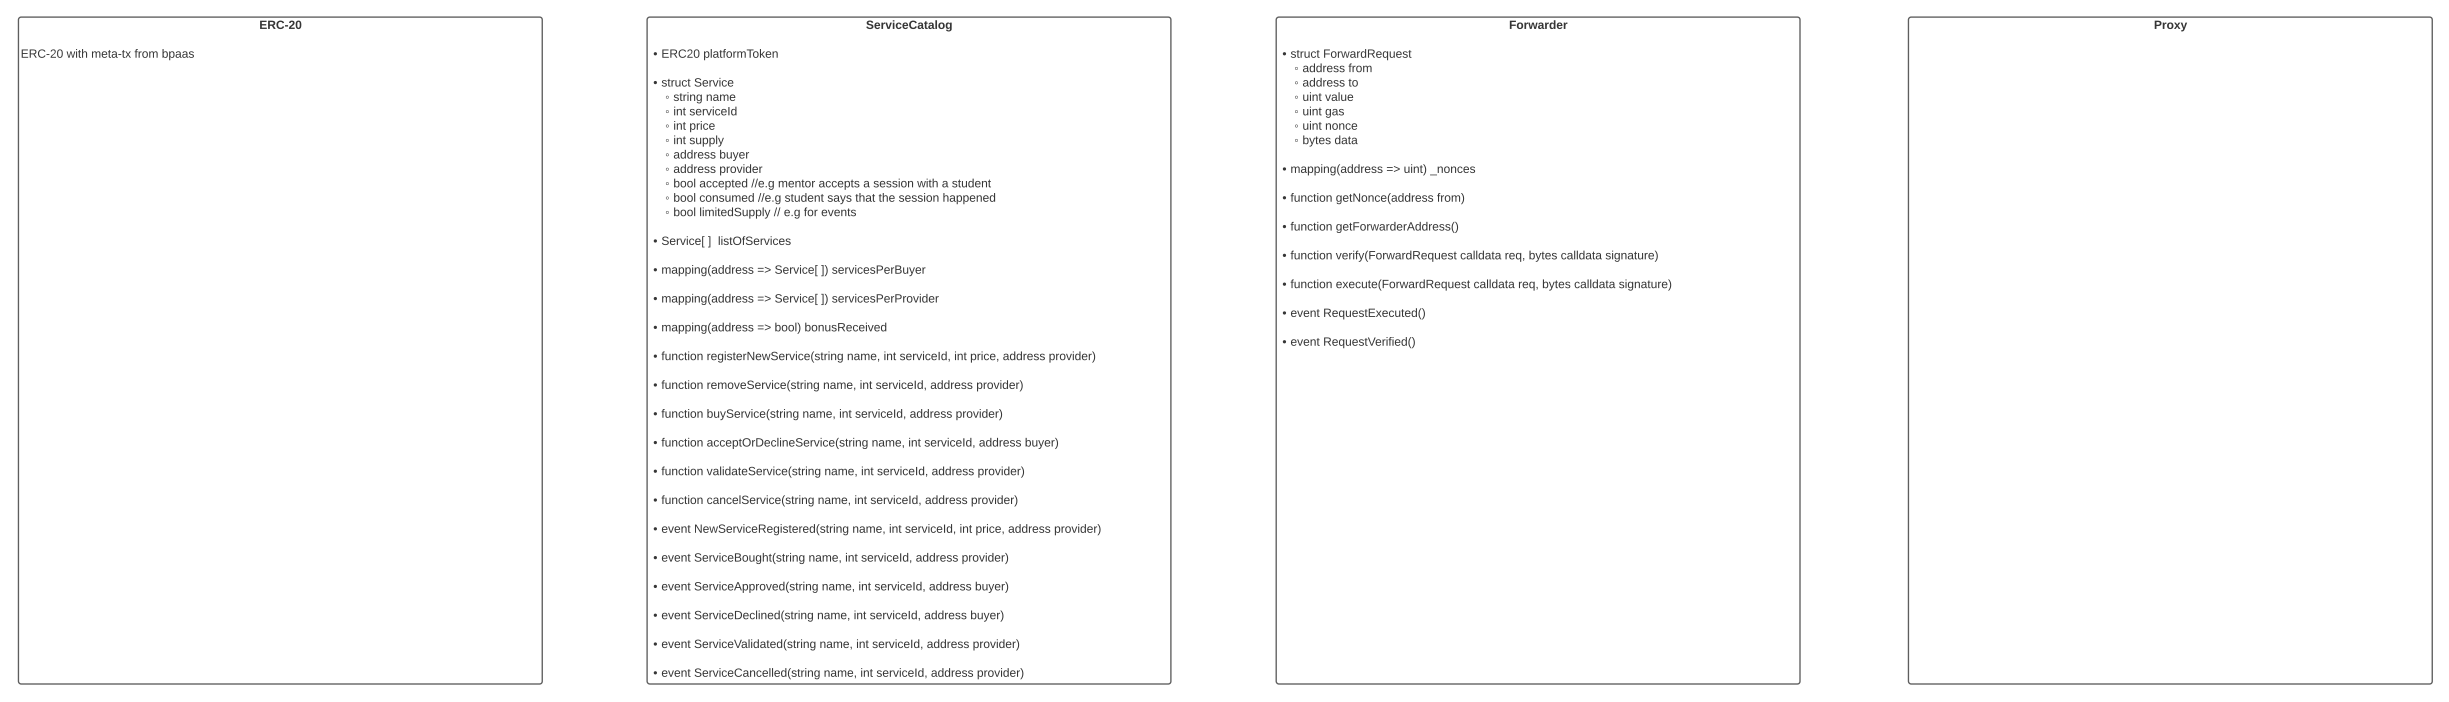 ERC-20
ERC-20 with meta-tx from bpaas
ServiceCatalog
• ERC20 platformToken
• struct Service
◦ string name
◦ int serviceId
◦ int price
◦ int supply
◦ address buyer
◦ address provider
◦ bool accepted //e.g mentor accepts a session with a student
◦ bool consumed //e.g student says that the session happened
◦ bool limitedSupply // e.g for events
• Service[ ]  listOfServices
• mapping(address => Service[ ]) servicesPerBuyer
• mapping(address => Service[ ]) servicesPerProvider
• mapping(address => bool) bonusReceived
• function registerNewService(string name, int serviceId, int price, address provider)
• function removeService(string name, int serviceId, address provider)
• function buyService(string name, int serviceId, address provider)
• function acceptOrDeclineService(string name, int serviceId, address buyer)
• function validateService(string name, int serviceId, address provider)
• function cancelService(string name, int serviceId, address provider)
• event NewServiceRegistered(string name, int serviceId, int price, address provider)
• event ServiceBought(string name, int serviceId, address provider)
• event ServiceApproved(string name, int serviceId, address buyer)
• event ServiceDeclined(string name, int serviceId, address buyer)
• event ServiceValidated(string name, int serviceId, address provider)
• event ServiceCancelled(string name, int serviceId, address provider)
Forwarder
• struct ForwardRequest
◦ address from
◦ address to
◦ uint value
◦ uint gas
◦ uint nonce
◦ bytes data
• mapping(address => uint) _nonces
• function getNonce(address from)
• function getForwarderAddress()
• function verify(ForwardRequest calldata req, bytes calldata signature)
• function execute(ForwardRequest calldata req, bytes calldata signature)
• event RequestExecuted()
• event RequestVerified()
Proxy